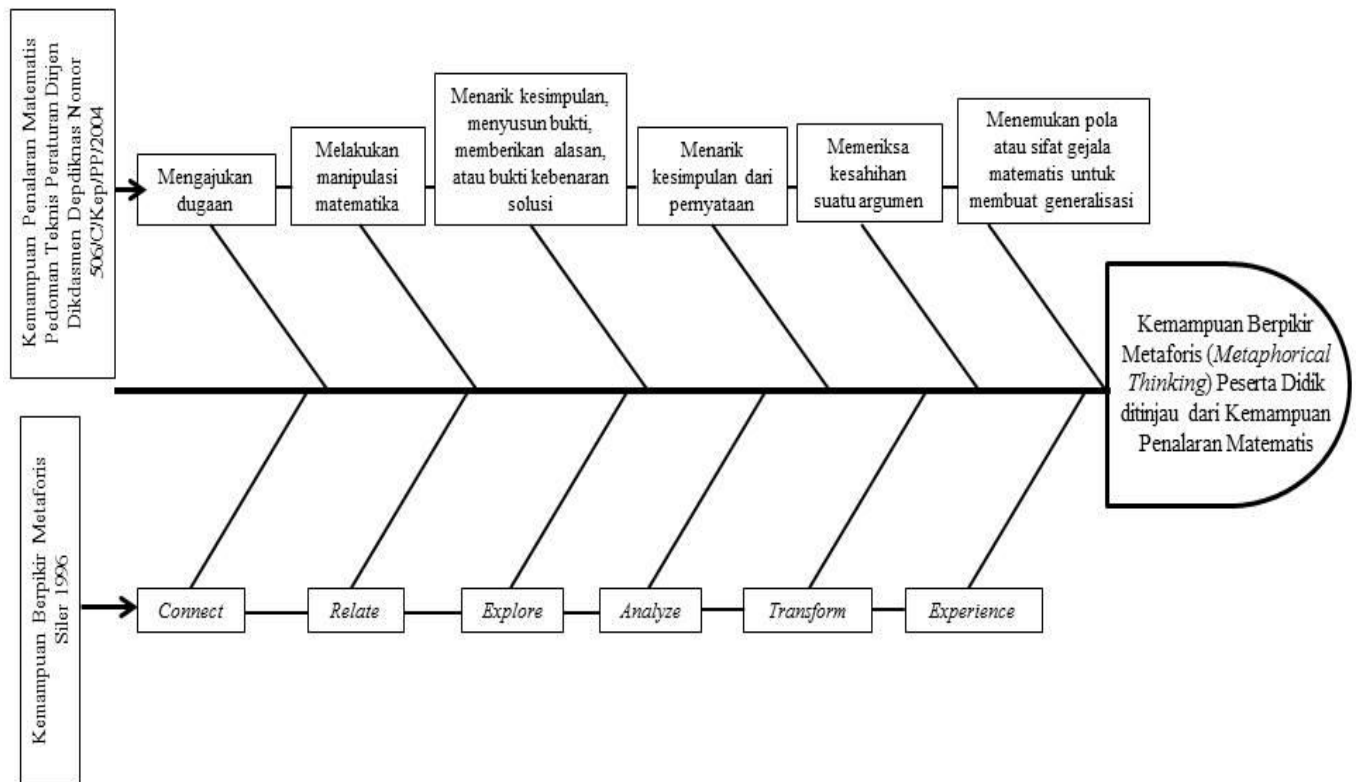 Kemampuan Penalaran Matematis
Pedoman Teknis Peraturan Dirjen
Dikdasmen Depdiknas Nomor
506/C/Kep/PP/2004
Mengajukan
dugaan
Melakukan
manipulasi
matematika
Menarik kesimpulan,
menyusun bukti,
memberikan alasan,
atau bukti kebenaran
solusi
Menarik
kesimpulan dari
pernyataan
Memeriksa
kesahihan
suatu argumen
Menemukan pola
atau sifat gejala
matematis untuk
membuat generalisasi
Kemampuan Berpikir
Metaforis (Metaphorical
Thinking) Peserta Didik
ditinjau dari Kemampuan
Penalaran Matematis
Kemampuan Berpikir Metaforis
Siler 1996
Connect
Relate
Explore
Analyze
Transform
Experience